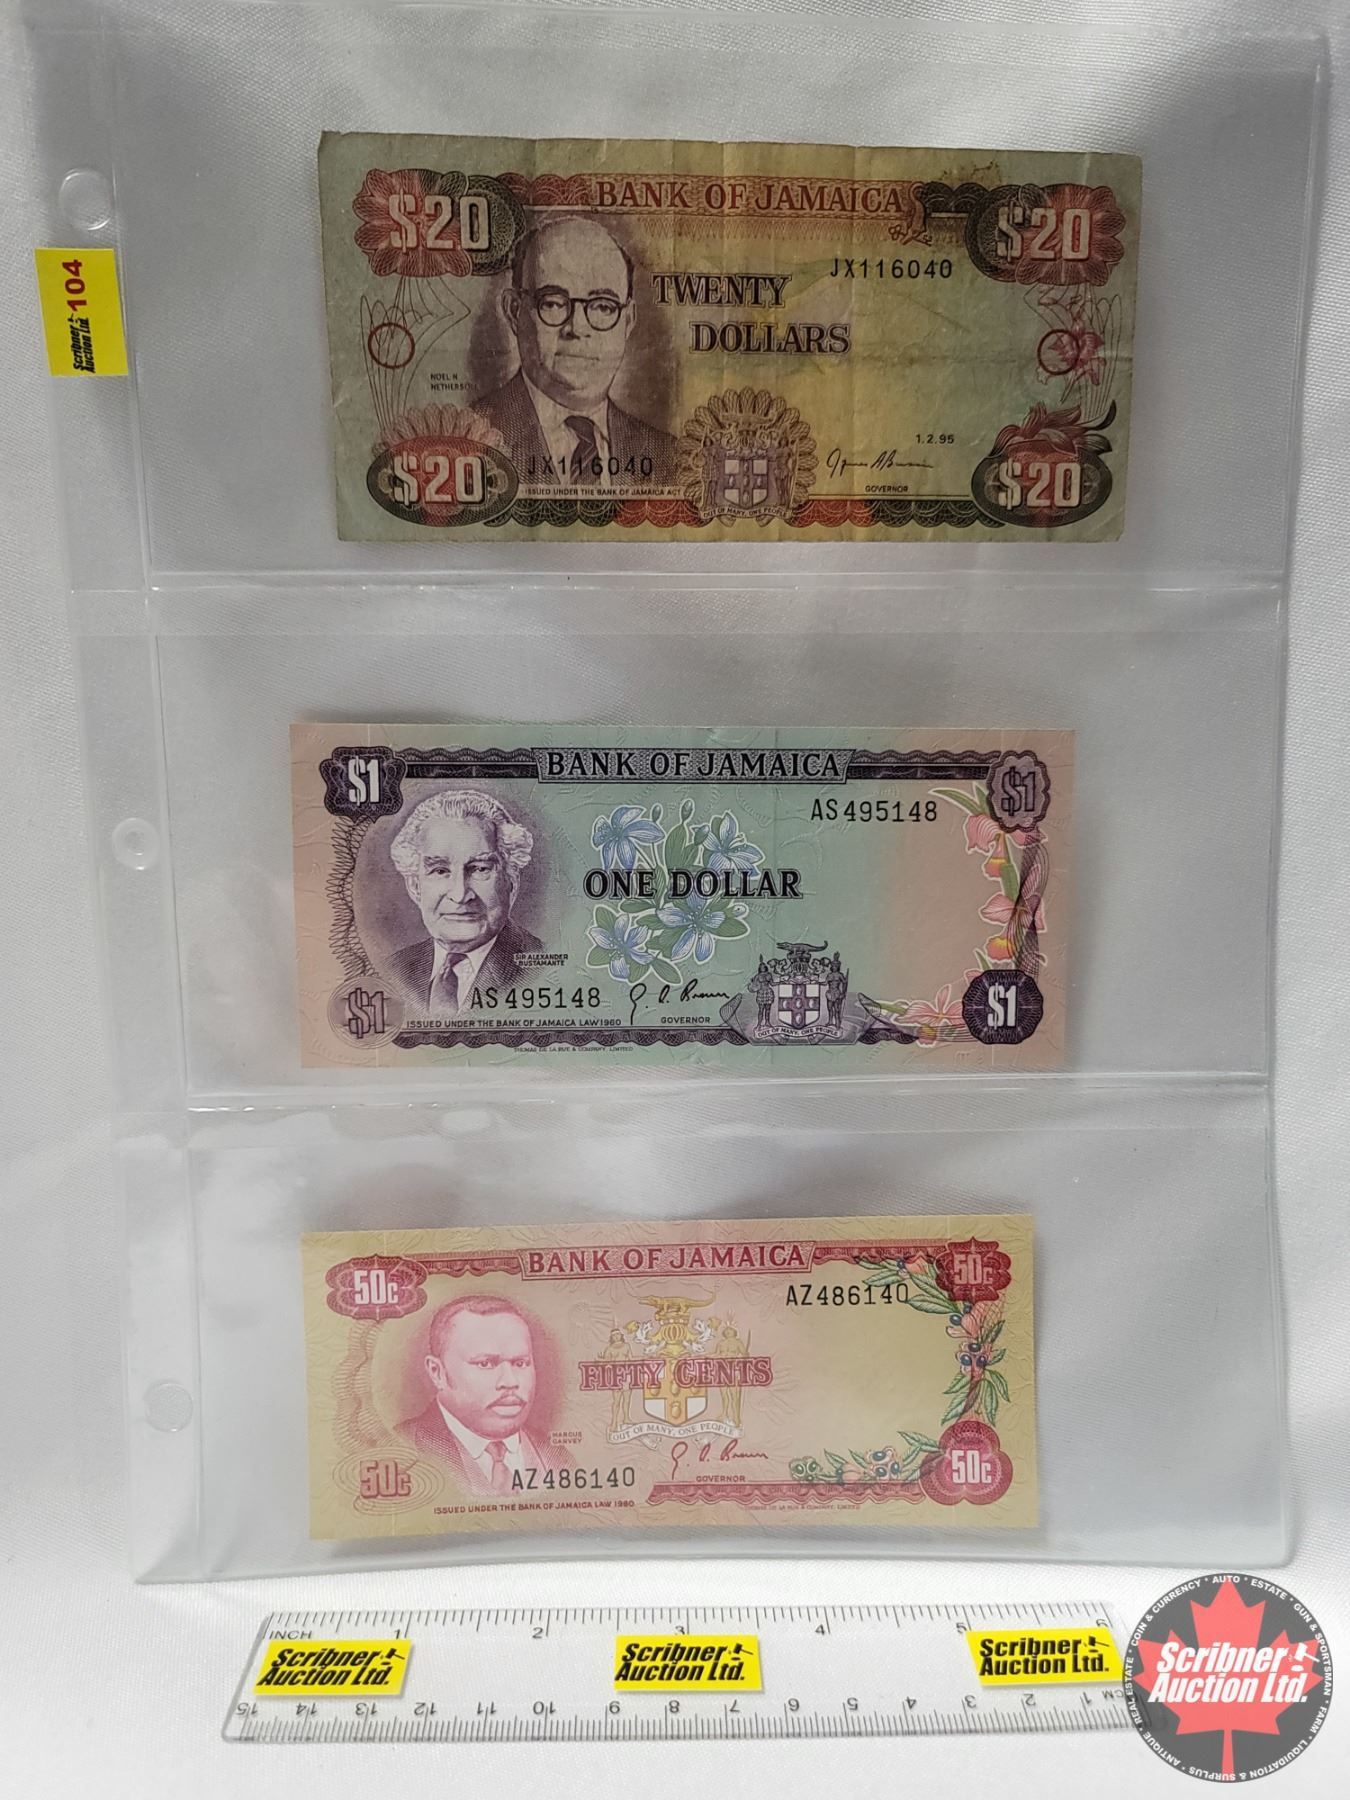 104
Scribner
Auction Ltd.
$20
BANK OF JAMAICA
$20
JX116040
TWENTY
DOLLARS
NOEL N.
NETHERSOLE
1.2.95
JX116040
GOVERNOR
ISSUED UNDER THE BANK OF JAMAICA ACT
$20
OUT OF MANY, ONE PEOPLE
$20
$1
BANK OF JAMAICA
$1
AS495148
ONE DOLLAR
SIR ALEXANDER
BUSTAMANTE
AS495148
G. A. Brown
$1
ISSUED UNDER THE BANK OF JAMAICA LAW 1960
GOVERNOR
OUT OF MANY, ONE PEOPLE
$1
THOMAS DE LA RUE & COMPANY, LIMITED
50c
BANK OF JAMAICA
50c
AZ486140
FIFTY CENTS
OUT OF MANY, ONE PEOPLE
MARCUS
GARVEY
G. A. Brown
50c
AZ486140
GOVERNOR
50c
ISSUED UNDER THE BANK OF JAMAICA LAW 1960
THOMAS DE LA RUE & COMPANY, LIMITED
INCH 1 2 3 4 5 6
Scribner
Auction Ltd.
Scribner
Auction Ltd.
Scribner
Auction Ltd.
15 14 13 12 11 10 9 8 7 6 5 4 3 2 1 CM
COIN & CURRENCY * AUTO * ESTATE * GUN & SPORTSMAN * FARM * LIQUIDATION & SURPLUS * ANTIQUE * REAL ESTATE *
Scribner
Auction Ltd.